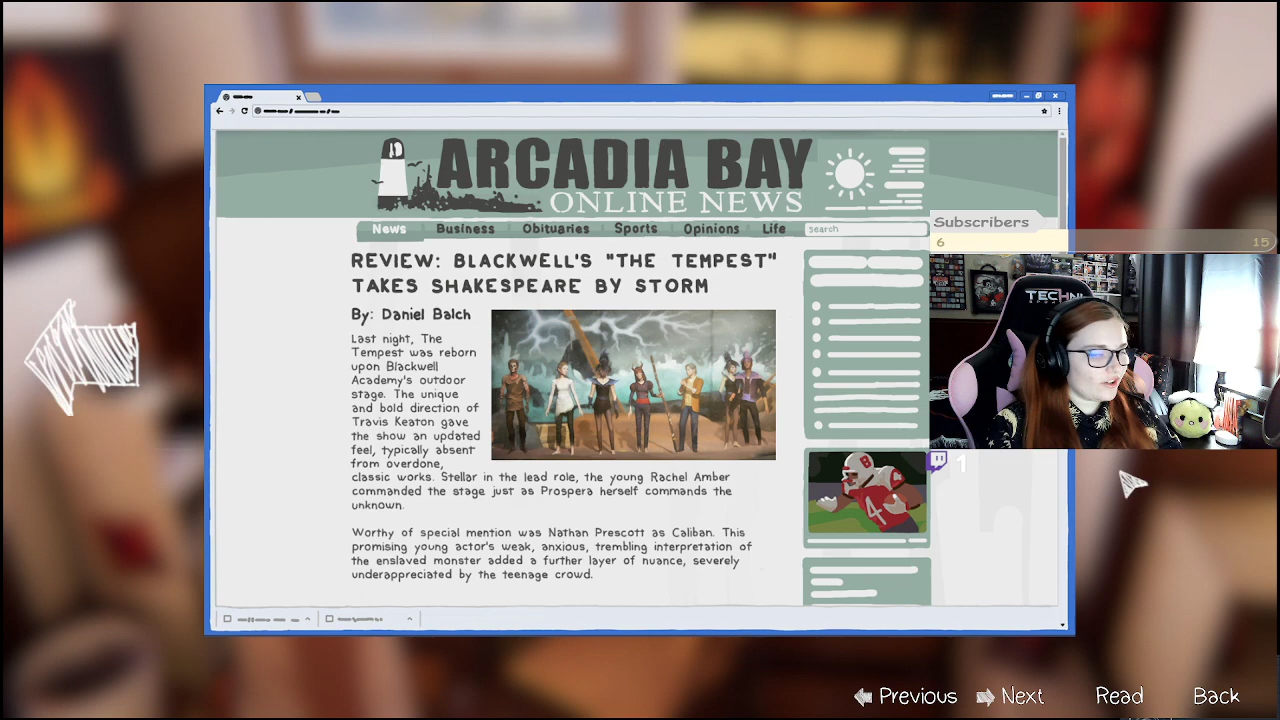 ARCADIA BAY
ONLINE NEWS
News Business Obituaries Sports Opinions Life search
Subscribers
6 15
REVIEW: BLACKWELL'S "THE TEMPEST"
TAKES SHAKESPEARE BY STORM
By: Daniel Balch
Last night, The
Tempest was reborn
upon Blackwell
Academy's outdoor
stage. The unique
and bold direction of
Travis Keaton gave
the show an updated
feel, typically absent
from overdone,
classic works. Stellar in the lead role, the young Rachel Amber
commanded the stage just as Prospera herself commands the
unknown.
Worthy of special mention was Nathan Prescott as Caliban. This
promising young actor's weak, anxious, trembling interpretation of
the enslaved monster added a further layer of nuance, severely
underappreciated by the teenage crowd.
TECHNI
B
4
1
Previous Next Read Back